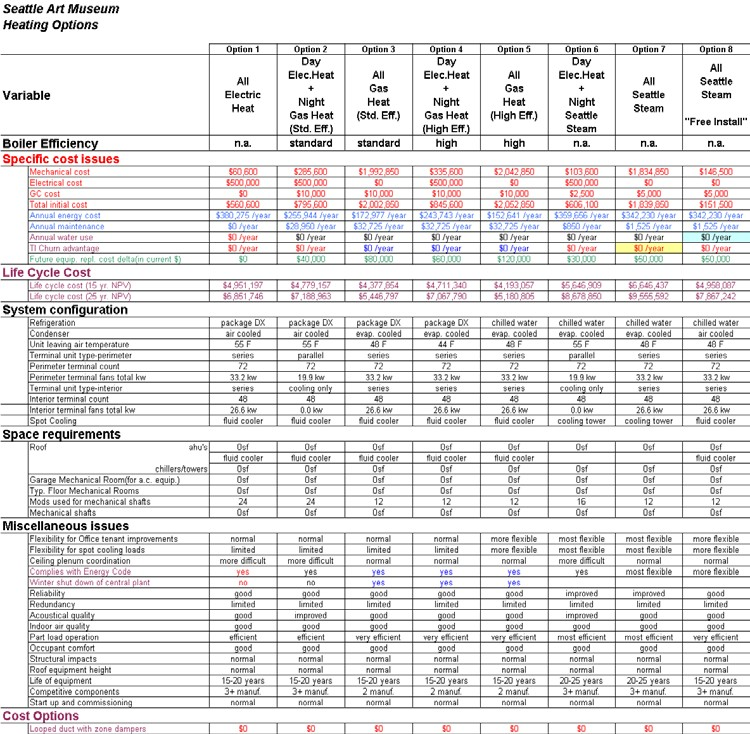 Seattle Art Museum
Heating Options
Option 1 Option 2 Option 3 Option 4 Option 5 Option 6 Option 7 Option 8
Variable All Electric Heat Day Elec.Heat + Night Gas Heat (Std. Eff.) All Gas Heat (Std. Eff.) Day Elec.Heat + Night Gas Heat (High Eff.) All Gas Heat (High Eff.) Day Elec.Heat + Night Seattle Steam All Seattle Steam All Seattle Steam "Free Install"
Boiler Efficiency n.a. standard standard high high n.a. n.a. n.a.
Specific cost issues
Mechanical cost $60,600 $285,600 $1,992,850 $335,600 $2,042,850 $103,600 $1,834,850 $146,500
Electrical cost $500,000 $500,000 $0 $500,000 $0 $500,000 $0 $0
GC cost $0 $10,000 $10,000 $10,000 $10,000 $2,500 $5,000 $5,000
Total initial cost $560,600 $795,600 $2,002,850 $845,600 $2,052,850 $606,100 $1,839,850 $151,500
Annual energy cost $380,275 /year $255,944 /year $172,977 /year $243,743 /year $152,641 /year $359,656 /year $342,230 /year $342,230 /year
Annual maintenance $0 /year $28,950 /year $32,725 /year $32,725 /year $32,725 /year $850 /year $1,525 /year $1,525 /year
Annual water use $0 /year $0 /year $0 /year $0 /year $0 /year $0 /year $0 /year $0 /year
TI Churn advantage $0 /year $0 /year $0 /year $0 /year $0 /year $0 /year $0 /year $0 /year
Future equip. repl. cost delta(in current $) $0 $40,000 $80,000 $60,000 $120,000 $30,000 $50,000 $50,000
Life Cycle Cost
Life cycle cost (15 yr. NPV) $4,951,197 $4,779,157 $4,377,854 $4,711,340 $4,193,057 $5,646,909 $6,646,437 $4,958,087
Life cycle cost (25 yr. NPV) $6,851,746 $7,188,963 $5,446,797 $7,067,790 $5,180,805 $8,678,850 $9,555,592 $7,867,242
System configuration
Refrigeration package DX package DX package DX package DX chilled water chilled water chilled water chilled water
Condenser air cooled air cooled evap. cooled evap. cooled evap. cooled evap. cooled evap. cooled air cooled
Unit leaving air temperature 55 F 55 F 48 F 44 F 48 F 55 F 48 F 48 F
Terminal unit type-perimeter series parallel series series series parallel series series
Perimeter terminal count 72 72 72 72 72 72 72 72
Perimeter terminal fans total kw 33.2 kw 19.9 kw 33.2 kw 33.2 kw 33.2 kw 19.9 kw 33.2 kw 33.2 kw
Terminal unit type-interior series cooling only series series series cooling only series series
Interior terminal count 48 48 48 48 48 48 48 48
Interior terminal fans total kw 26.6 kw 0.0 kw 26.6 kw 26.6 kw 26.6 kw 0.0 kw 26.6 kw 26.6 kw
Spot Cooling fluid cooler fluid cooler fluid cooler fluid cooler fluid cooler cooling tower cooling tower fluid cooler
Space requirements
Roof ahu's 0sf 0sf 0sf 0sf 0sf 0sf 0sf 0sf
fluid cooler fluid cooler fluid cooler fluid cooler fluid cooler fluid cooler
chillers/towers 0sf 0sf 0sf 0sf 0sf 0sf 0sf 0sf
Garage Mechanical Room(for a.c. equip.) 0sf 0sf 0sf 0sf 0sf 0sf 0sf 0sf
Typ. Floor Mechanical Rooms 0sf 0sf 0sf 0sf 0sf 0sf 0sf 0sf
Mods used for mechanical shafts 24 24 12 12 12 16 12 12
Mechanical shafts 0sf 0sf 0sf 0sf 0sf 0sf 0sf 0sf
Miscellaneous issues
Flexibility for Office tenant improvements normal normal normal normal more flexible most flexible most flexible more flexible
Flexibility for spot cooling loads limited limited limited limited more flexible most flexible most flexible more flexible
Ceiling plenum coordination more difficult more difficult normal normal normal more difficult normal normal
Complies with Energy Code no yes yes yes yes yes most flexible more flexible
Winter shut down of central plant no no yes yes yes
Reliability good good good good good improved improved good
Redundancy limited limited limited limited limited limited limited limited
Acoustical quality good improved good good good improved good good
Indoor air quality good good good good good good good good
Part load operation efficient efficient very efficient very efficient very efficient most efficient most efficient very efficient
Occupant comfort good good good good good good good good
Structural impacts normal normal normal normal normal normal normal normal
Roof equipment height normal normal normal normal normal normal normal normal
Life of equipment 15-20 years 15-20 years 15-20 years 15-20 years 15-20 years 20-25 years 20-25 years 15-20 years
Competitive components 3+ manuf. 3+ manuf. 2 manuf. 2 manuf. 2 manuf. 3+ manuf. 3+ manuf. 3+ manuf.
Start up and commissioning normal normal normal normal normal normal normal normal
Cost Options
Looped duct with zone dampers $0 $0 $0 $0 $0 $0 $0 $0